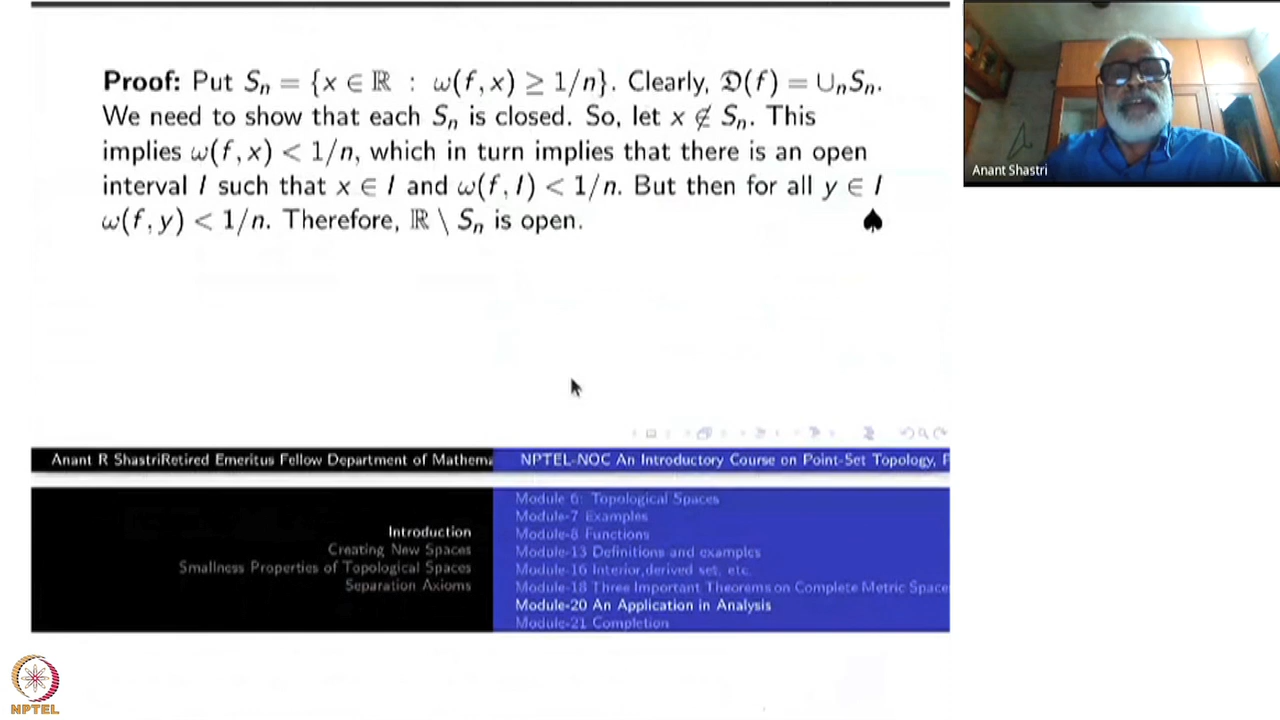 Proof: Put Sₙ = {x ∈ ℝ : ω(f, x) ≥ 1/n}. Clearly, 𝔇(f) = ∪ₙSₙ.
We need to show that each Sₙ is closed. So, let x ∉ Sₙ. This
implies ω(f, x) < 1/n, which in turn implies that there is an open
interval I such that x ∈ I and ω(f, I) < 1/n. But then for all y ∈ I
ω(f, y) < 1/n. Therefore, ℝ \ Sₙ is open. ♠
Anant Shastri
Anant R ShastriRetired Emeritus Fellow Department of Mathema
NPTEL-NOC An Introductory Course on Point-Set Topology, P
Introduction
Creating New Spaces
Smallness Properties of Topological Spaces
Separation Axioms
Module 6: Topological Spaces
Module-7 Examples
Module-8 Functions
Module-13 Definitions and examples
Module-16 Interior,derived set, etc.
Module-18 Three Important Theorems on Complete Metric Space
Module-20 An Application in Analysis
Module-21 Completion
NPTEL